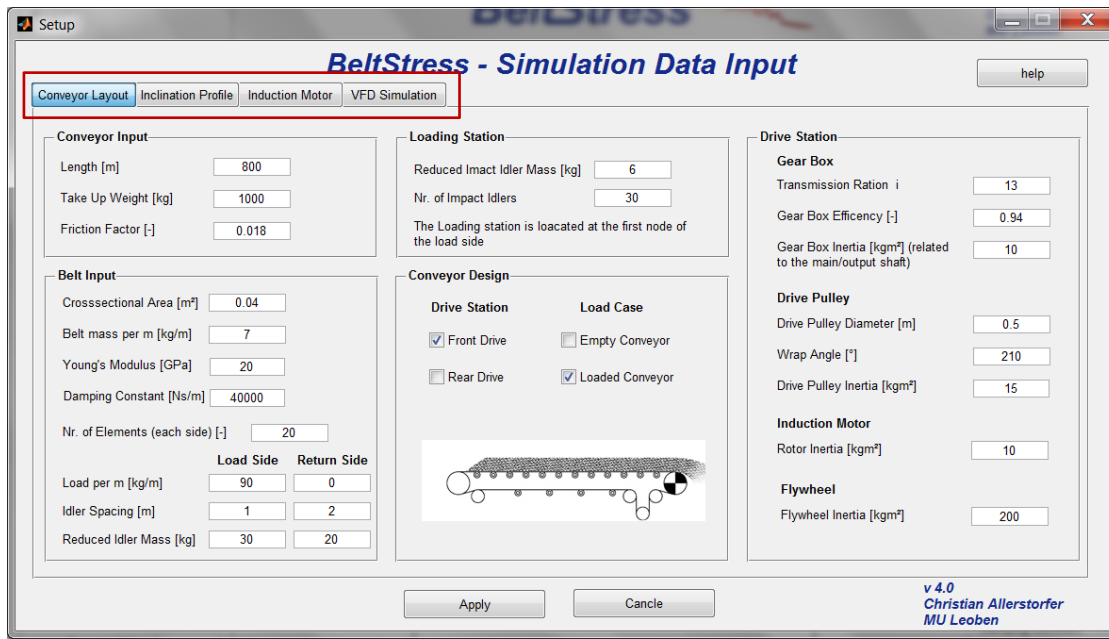 BeltStress
Setup
BeltStress - Simulation Data Input
help
Conveyor Layout Inclination Profile Induction Motor VFD Simulation
Conveyor Input
Length [m] 800
Take Up Weight [kg] 1000
Friction Factor [-] 0.018
Belt Input
Crosssectional Area [m²] 0.04
Belt mass per m [kg/m] 7
Young's Modulus [GPa] 20
Damping Constant [Ns/m] 40000
Nr. of Elements (each side) [-] 20
Load Side Return Side
Load per m [kg/m] 90 0
Idler Spacing [m] 1 2
Reduced Idler Mass [kg] 30 20
Loading Station
Reduced Imact Idler Mass [kg] 6
Nr. of Impact Idlers 30
The Loading station is loacated at the first node of
the load side
Conveyor Design
Drive Station Load Case
Front Drive Empty Conveyor
Rear Drive Loaded Conveyor
Drive Station
Gear Box
Transmission Ration i 13
Gear Box Efficency [-] 0.94
Gear Box Inertia [kgm²] (related
to the main/output shaft) 10
Drive Pulley
Drive Pulley Diameter [m] 0.5
Wrap Angle [°] 210
Drive Pulley Inertia [kgm²] 15
Induction Motor
Rotor Inertia [kgm²] 10
Flywheel
Flywheel Inertia [kgm²] 200
Apply Cancle
v 4.0
Christian Allerstorfer
MU Leoben